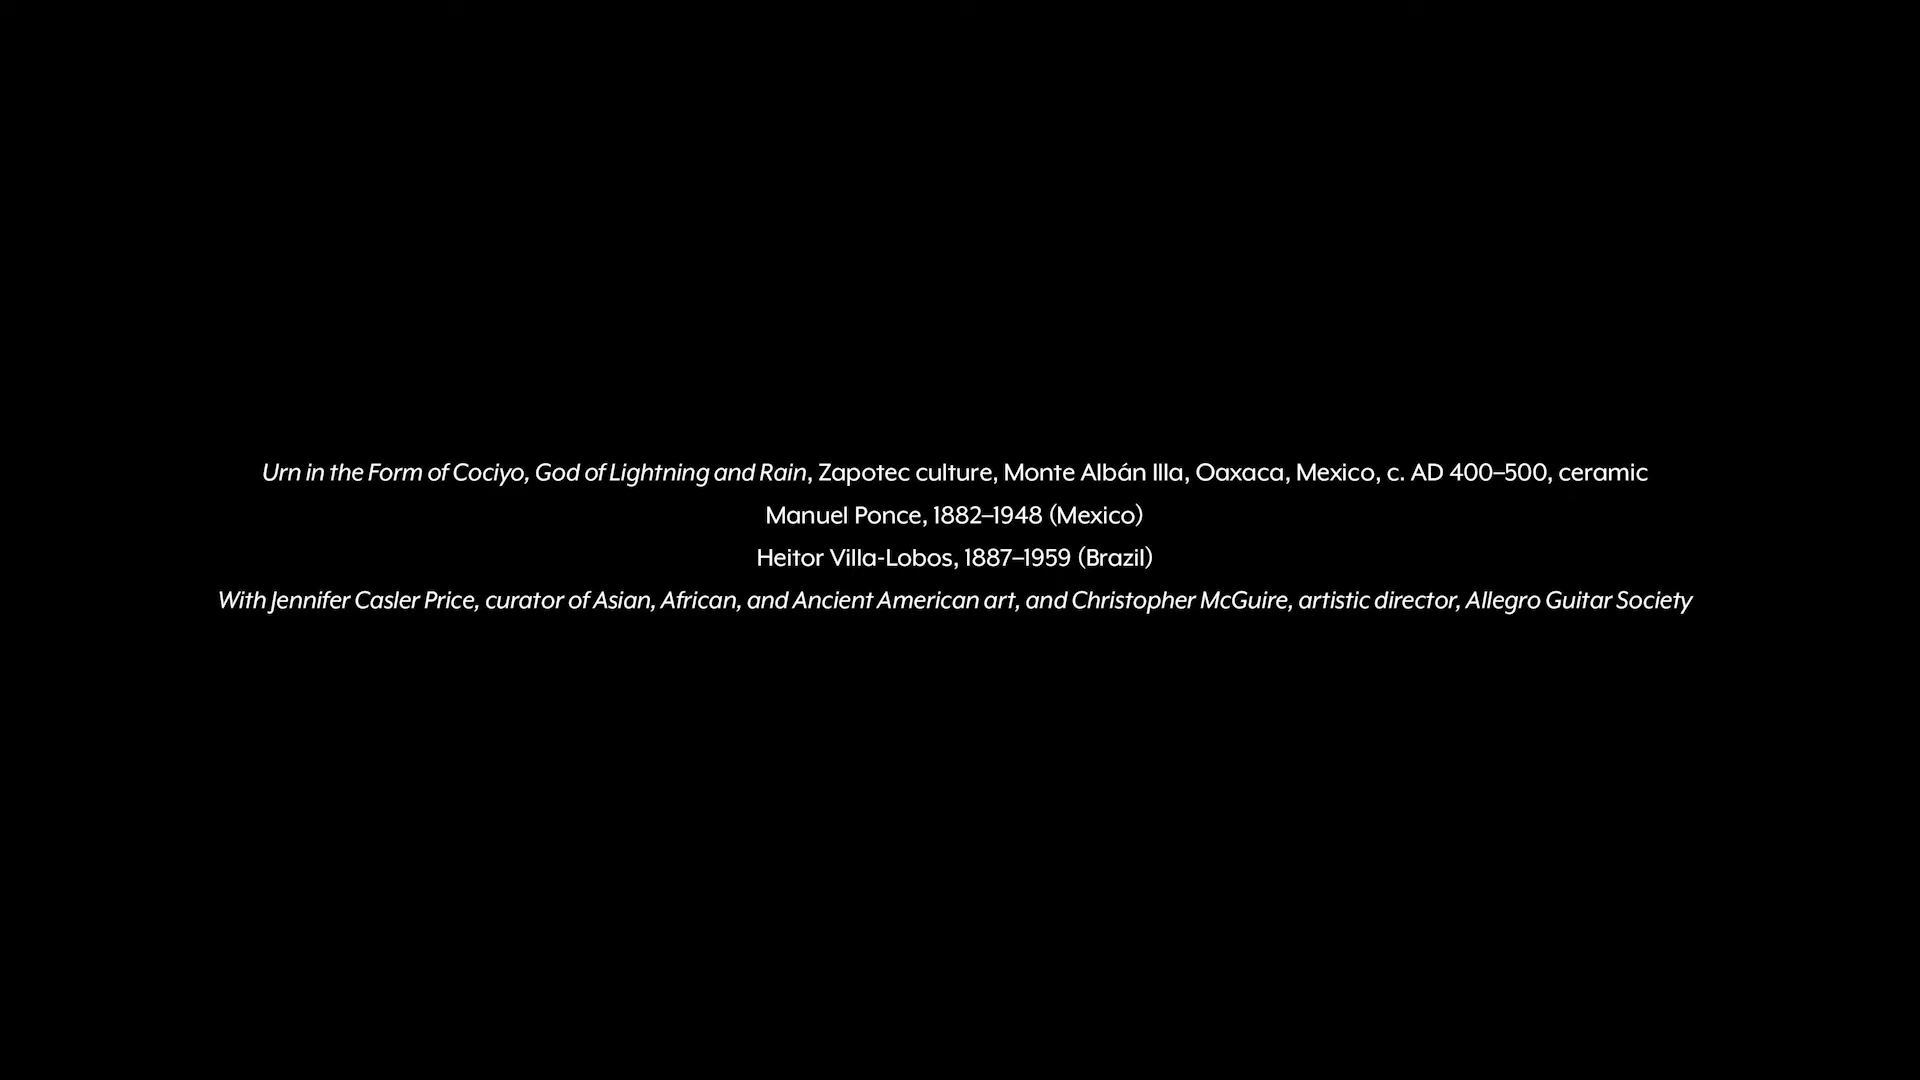 Urn in the Form of Cociyo, God of Lightning and Rain, Zapotec culture, Monte Albán IIIa, Oaxaca, Mexico, c. AD 400–500, ceramic
Manuel Ponce, 1882–1948 (Mexico)
Heitor Villa-Lobos, 1887–1959 (Brazil)
With Jennifer Casler Price, curator of Asian, African, and Ancient American art, and Christopher McGuire, artistic director, Allegro Guitar Society